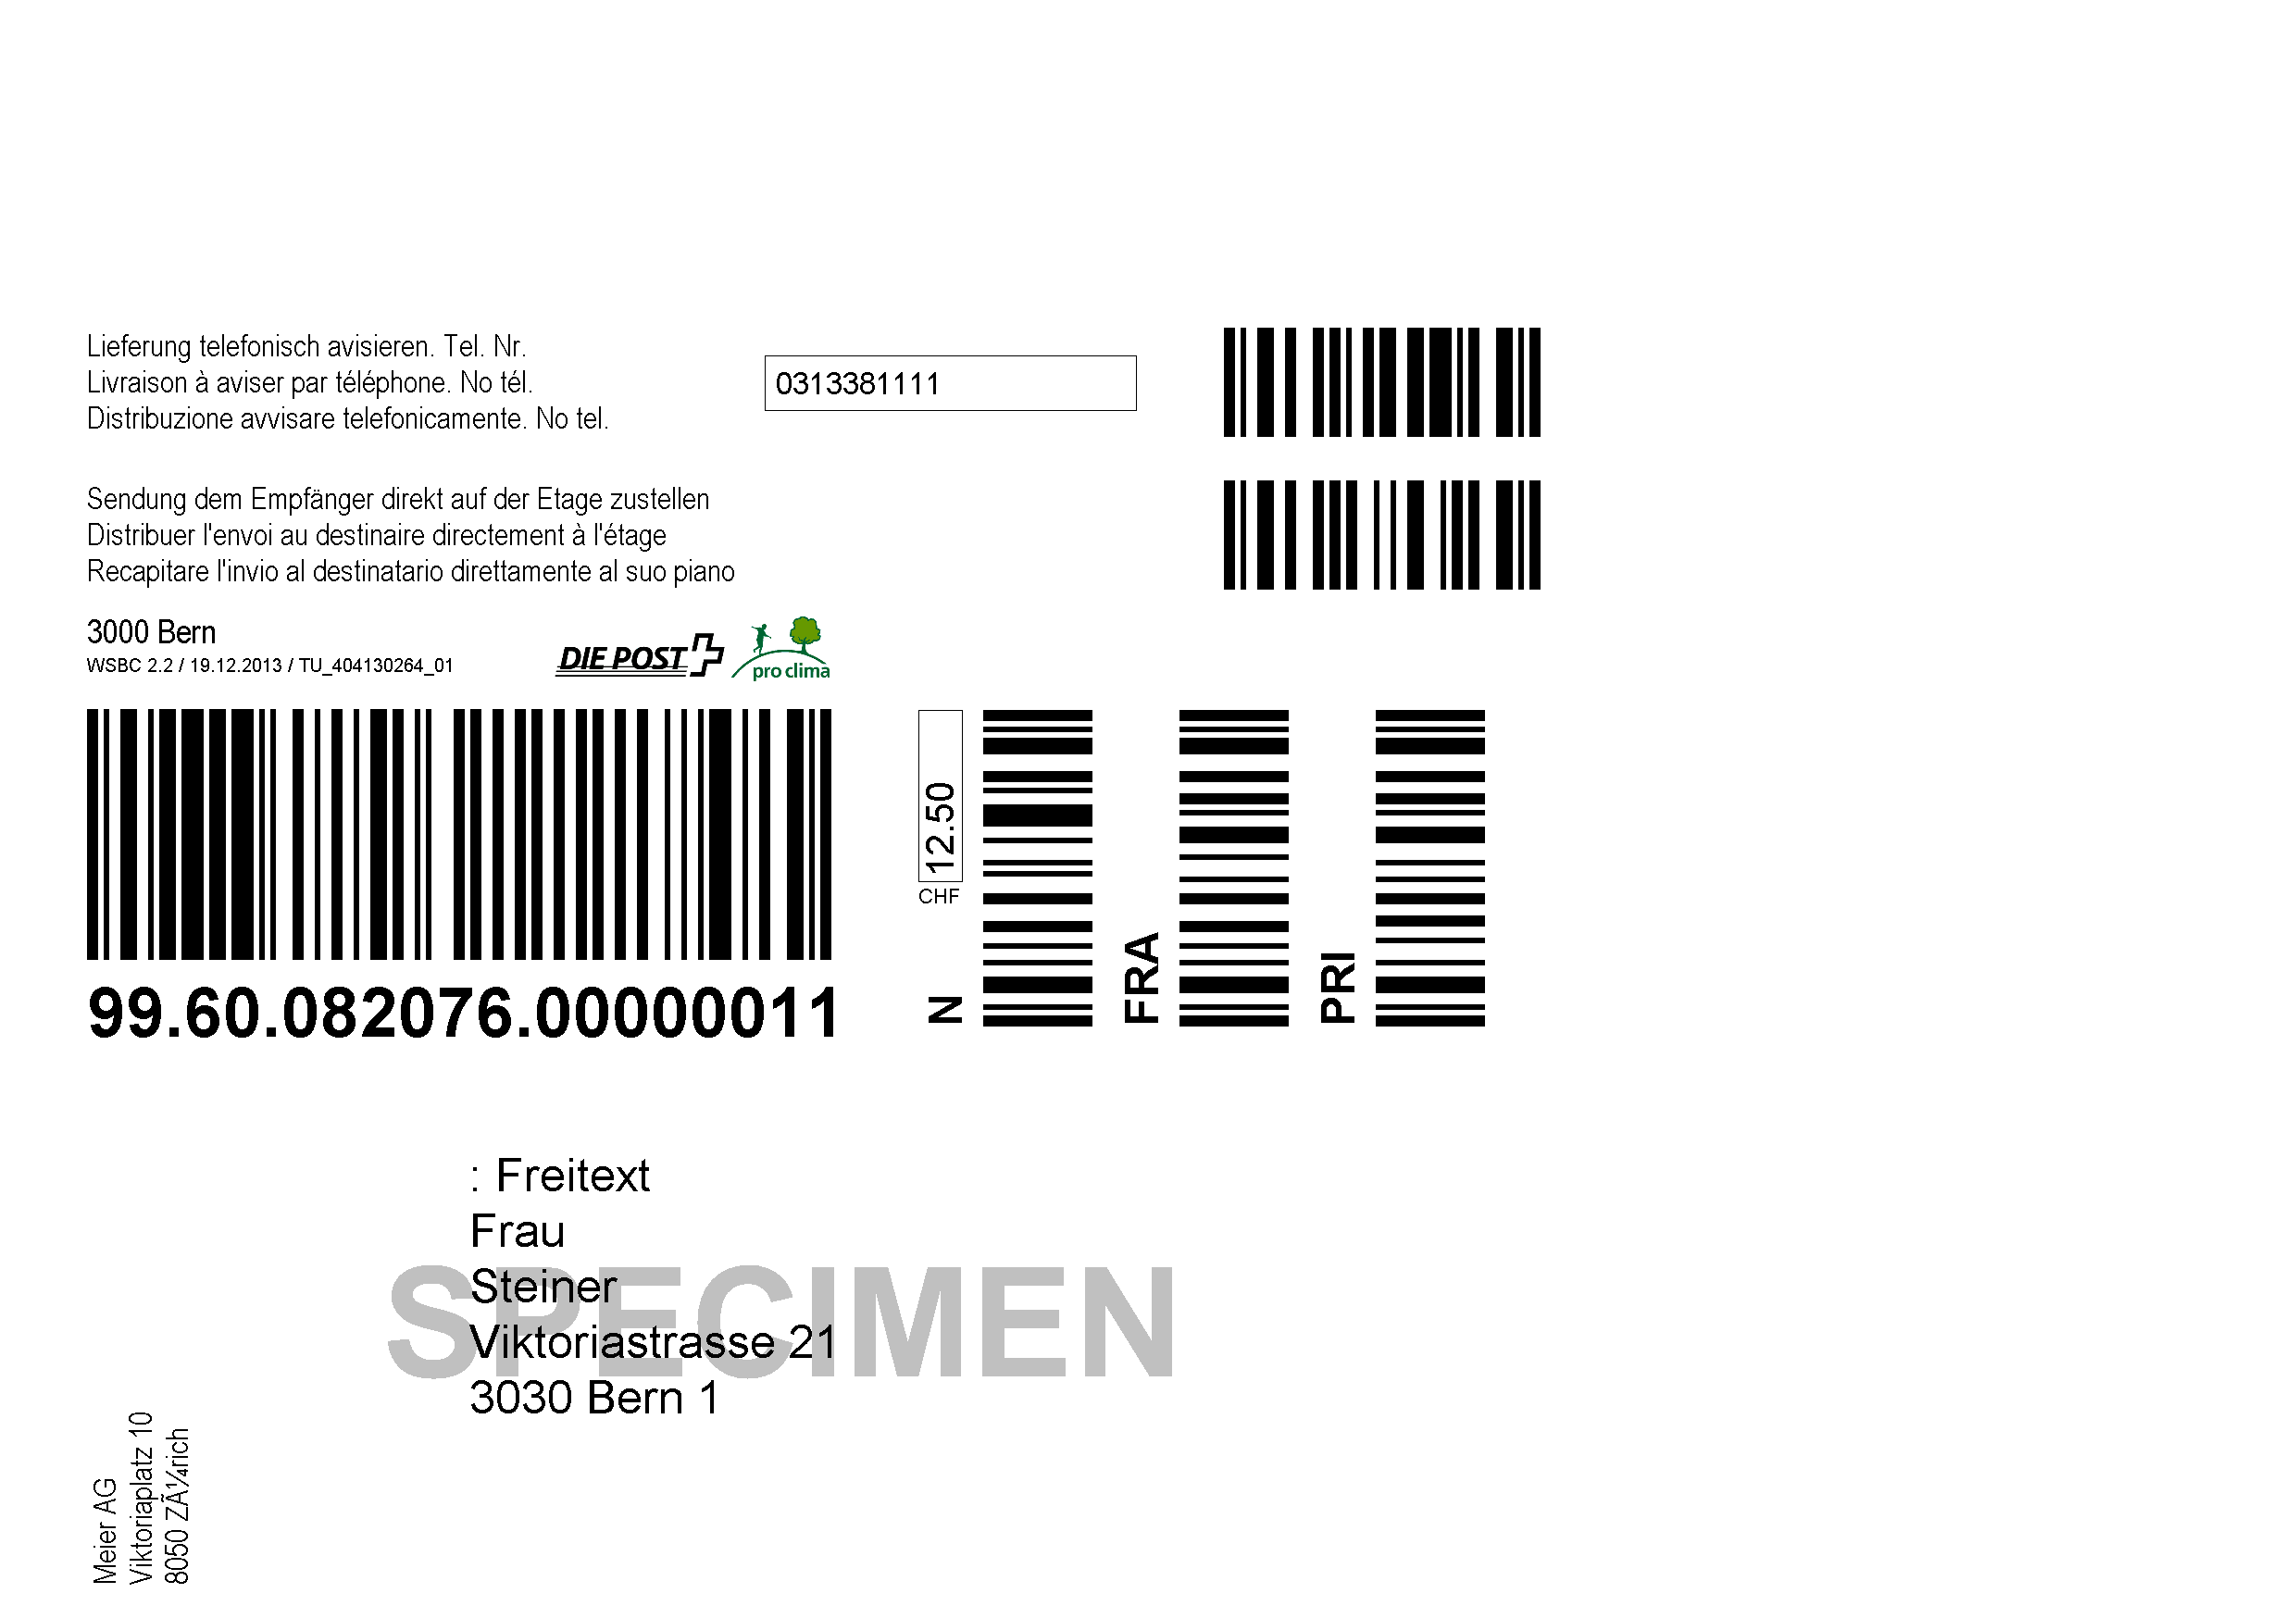 Lieferung telefonisch avisieren. Tel. Nr.
Livraison à aviser par téléphone. No tél.
Distribuzione avvisare telefonicamente. No tel.
0313381111
Sendung dem Empfänger direkt auf der Etage zustellen
Distribuer l'envoi au destinaire directement à l'étage
Recapitare l'invio al destinatario direttamente al suo piano
3000 Bern
WSBC 2.2 / 19.12.2013 / TU_404130264_01
DIE POST
pro clima
99.60.082076.00000011
CHF 12.50
N
FRA
PRI
: Freitext
Frau
Steiner
Viktoriastrasse 21
3030 Bern 1
SPECIMEN
Meier AG
Viktoriaplatz 10
8050 ZÃ¼rich